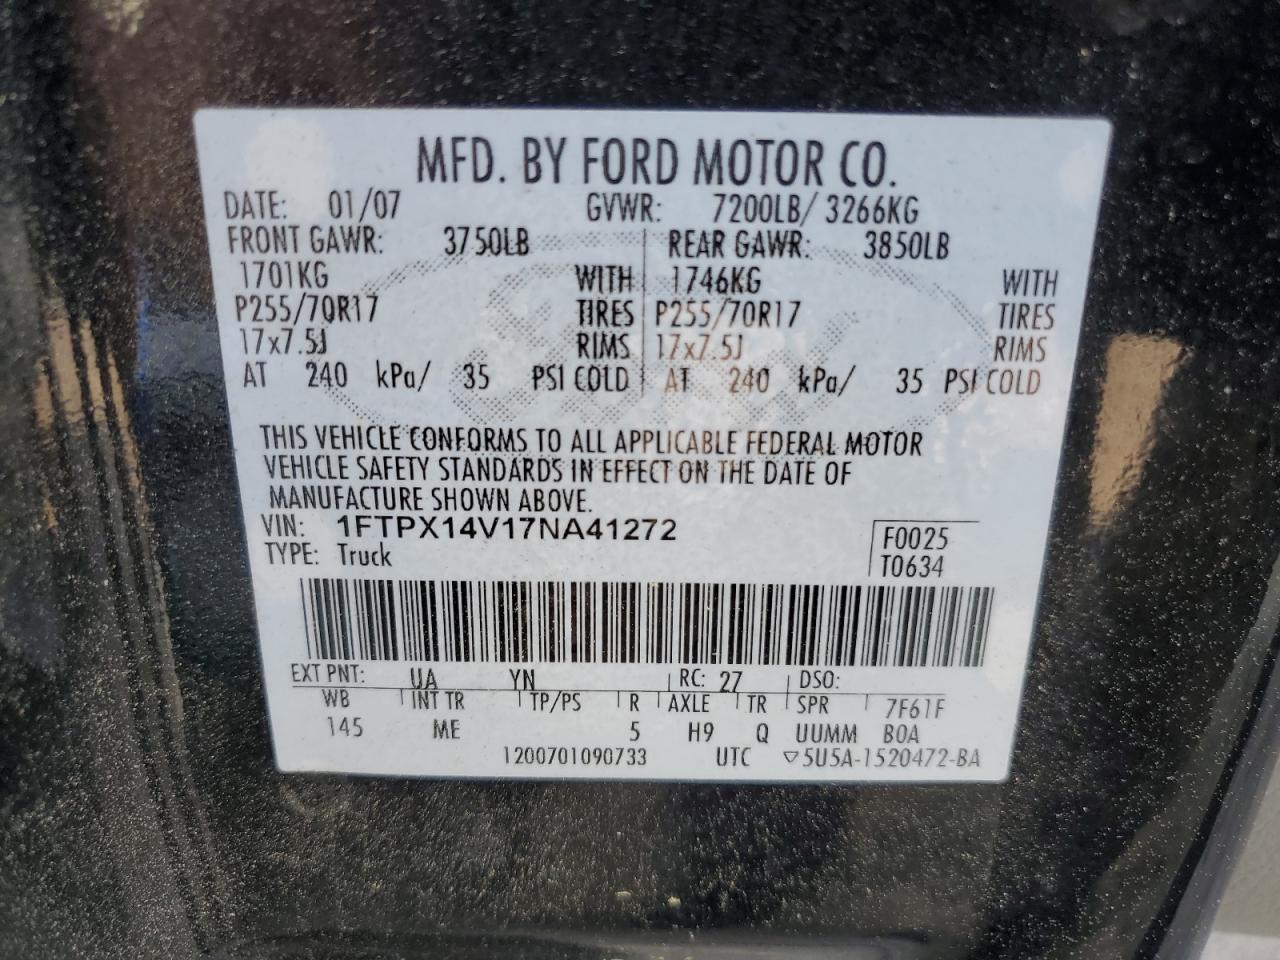 MFD. BY FORD MOTOR CO.
DATE: 01/07 GVWR: 7200LB/ 3266KG
FRONT GAWR: 3750LB REAR GAWR: 3850LB
1701KG WITH 1746KG WITH
P255/70R17 TIRES P255/70R17 TIRES
17x7.5J RIMS 17x7.5J RIMS
AT 240 kPa/ 35 PSI COLD AT 240 kPa/ 35 PSI COLD
THIS VEHICLE CONFORMS TO ALL APPLICABLE FEDERAL MOTOR
VEHICLE SAFETY STANDARDS IN EFFECT ON THE DATE OF
MANUFACTURE SHOWN ABOVE.
VIN: 1FTPX14V17NA41272 F0025
TYPE: Truck T0634
EXT PNT: UA YN RC: 27 DSO:
WB INT TR TP/PS R AXLE TR SPR 7F61F
145 ME 5 H9 Q UUMM BOA
1200701090733 UTC ▽5U5A-1520472-BA